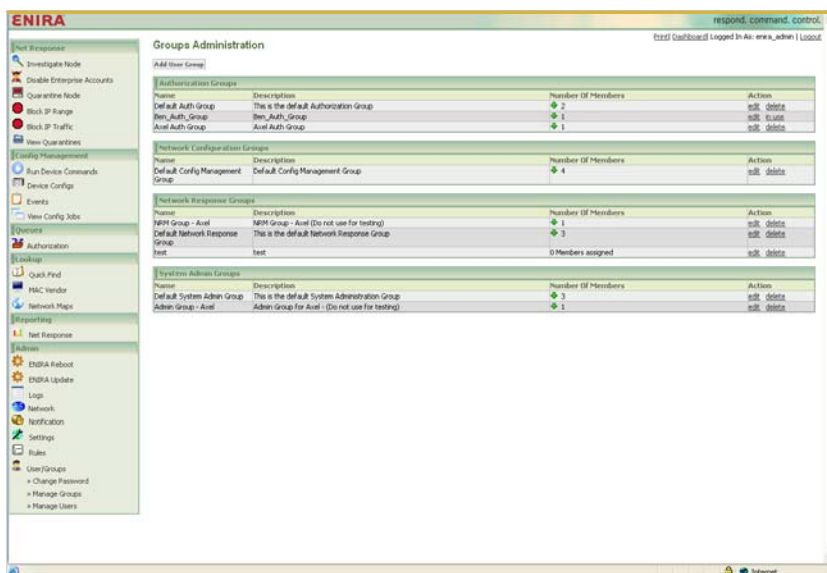 ENIRA
respond. command. control.
Print| Dashboard| Logged In As: enira_admin | Logout
Net Response
Investigate Node
Disable Enterprise Accounts
Quarantine Node
Block IP Range
Block IP Traffic
View Quarantines
Config Management
Run Device Commands
Device Configs
Events
View Config Jobs
Queues
Authorization
Lookup
Quick Find
MAC Vendor
Network Maps
Reporting
Net Response
Admin
ENIRA Reboot
ENIRA Update
Logs
Network
Notification
Settings
Rules
User/Groups
» Change Password
» Manage Groups
» Manage Users
Groups Administration
Add User Group
Authorization Groups
Name Description Number Of Members Action
Default Auth Group This is the default Authorization Group 2 edit delete
Ben_Auth_Group Ben_Auth_Group 1 edit in use
Axel Auth Group Axel Auth Group 1 edit delete
Network Configuration Groups
Name Description Number Of Members Action
Default Config Management Default Config Management Group 4 edit delete
Group
Network Response Groups
Name Description Number Of Members Action
NRM Group - Axel NRM Group - Axel (Do not use for testing) 1 edit delete
Default Network Response This is the default Network Response Group 3 edit delete
Group
test test 0 Members assigned edit delete
System Admin Groups
Name Description Number Of Members Action
Default System Admin Group This is the default System Administration Group 3 edit delete
Admin Group - Axel Admin Group for Axel - (Do not use for testing) 1 edit delete
Internet